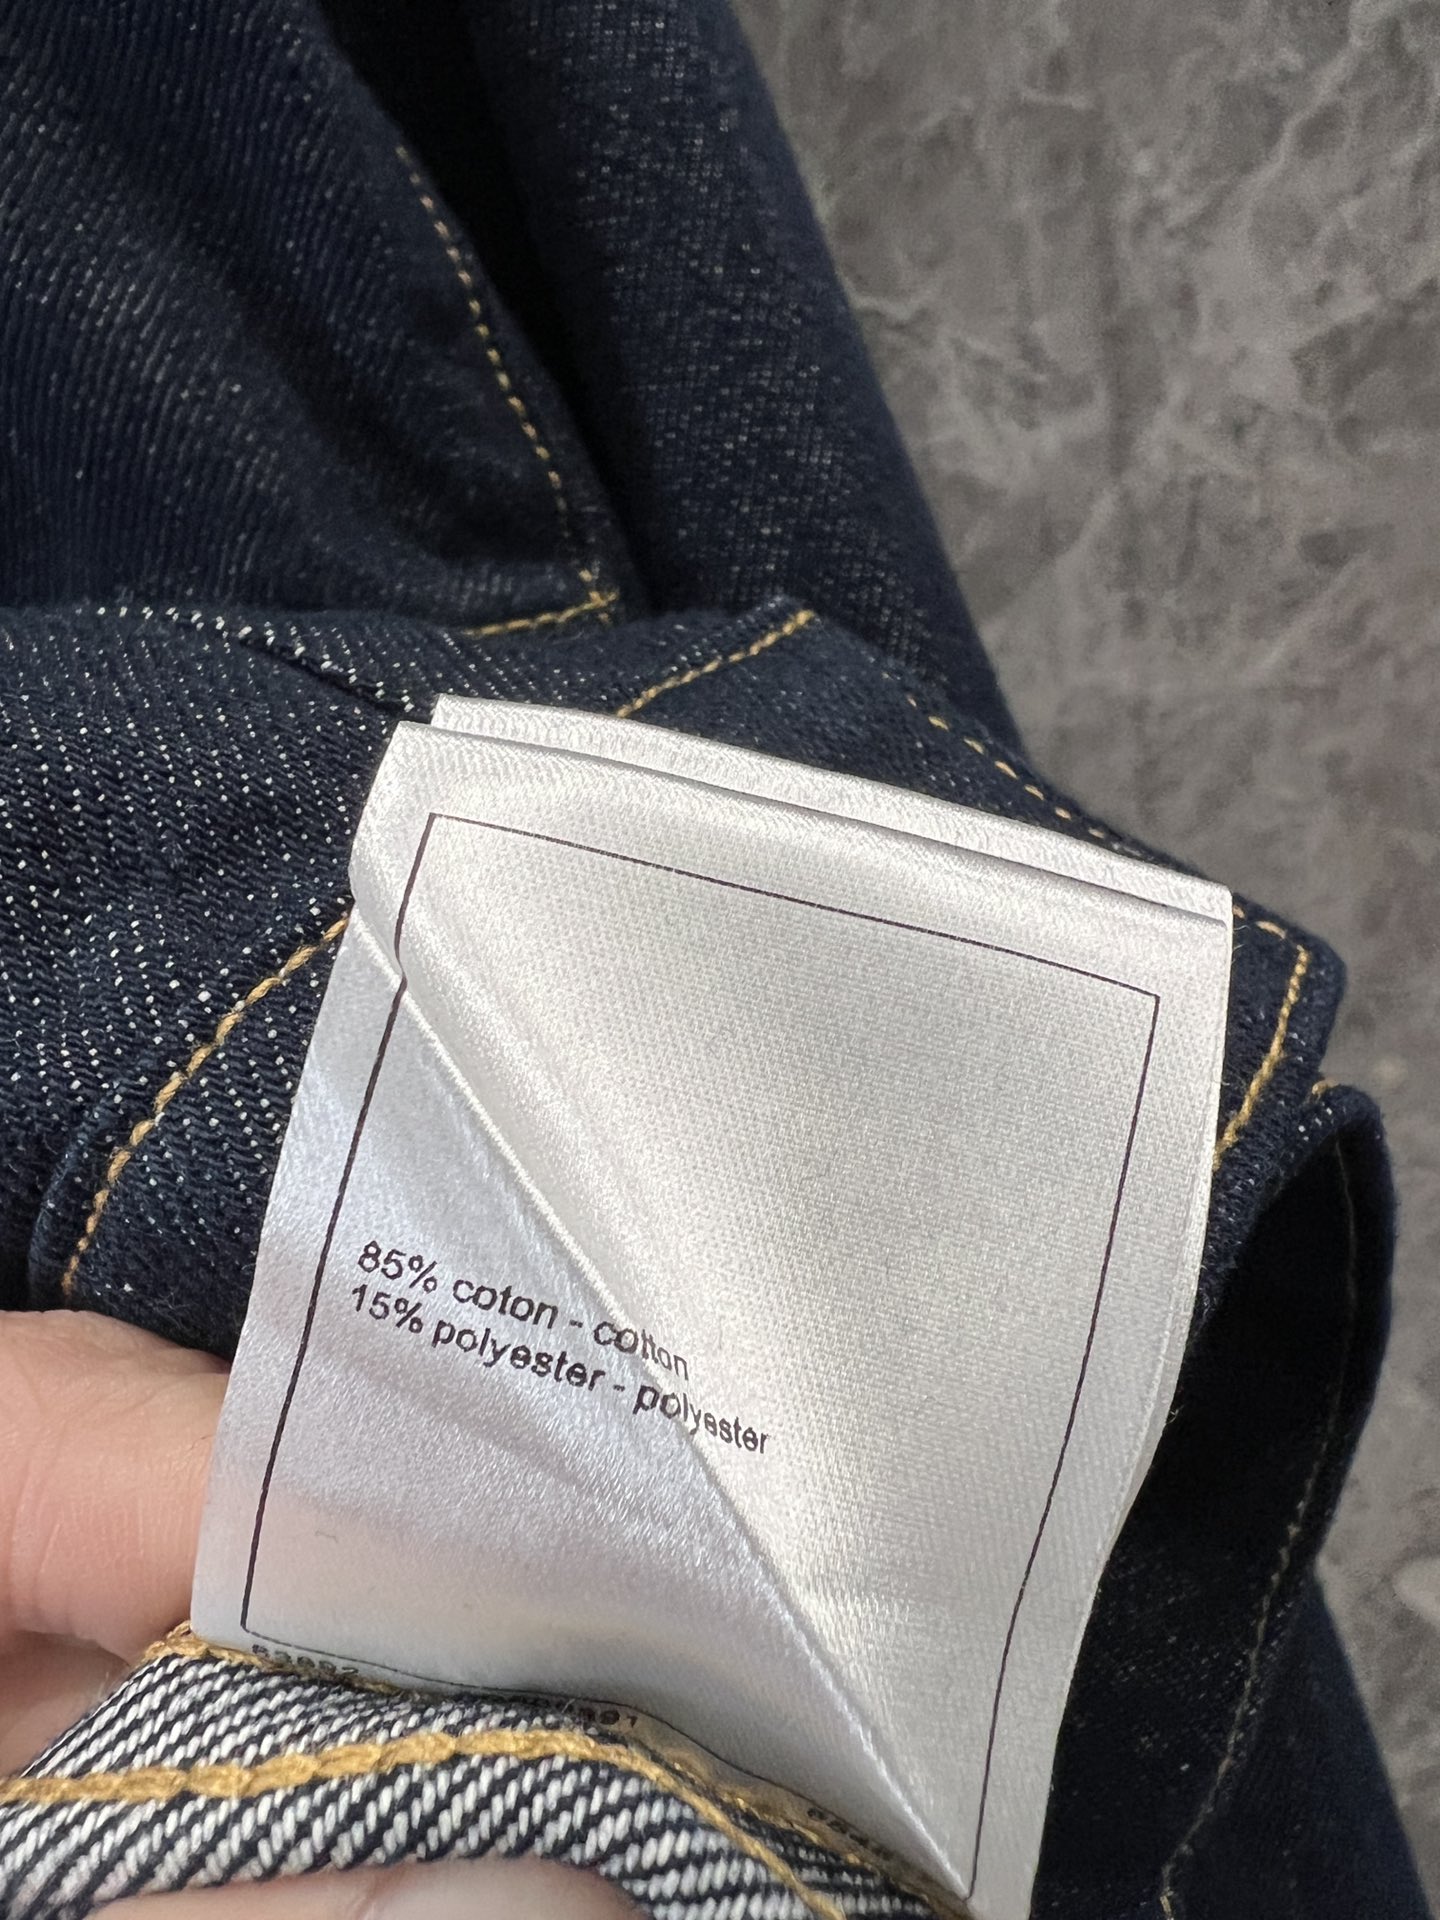 85% coton - cotton
15% polyester - polyester